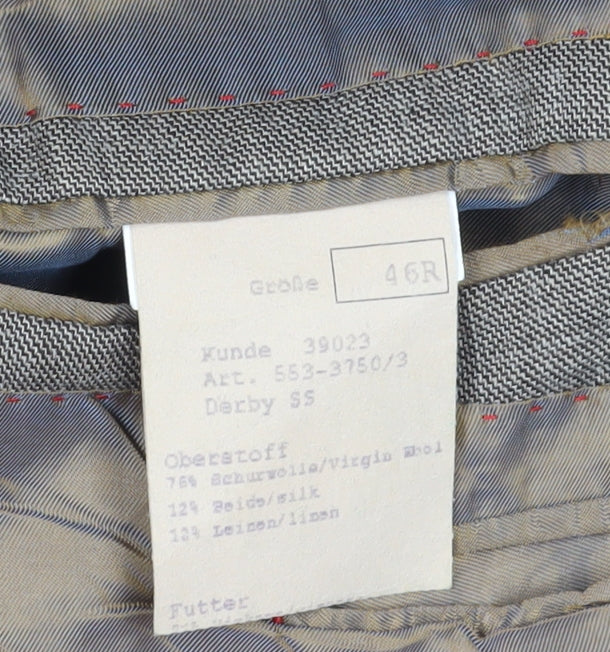 Größe 46R
Kunde 39023
Art. 553-3750/3
Derby SS
Oberstoff
76% Schurwolle/Virgin Wool
12% Seide/silk
12% Leinen/linen
Futter